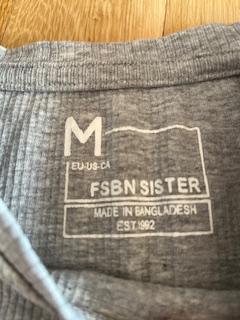 M
EU-US-CA
FSBN SISTER
MADE IN BANGLADESH
EST.1992